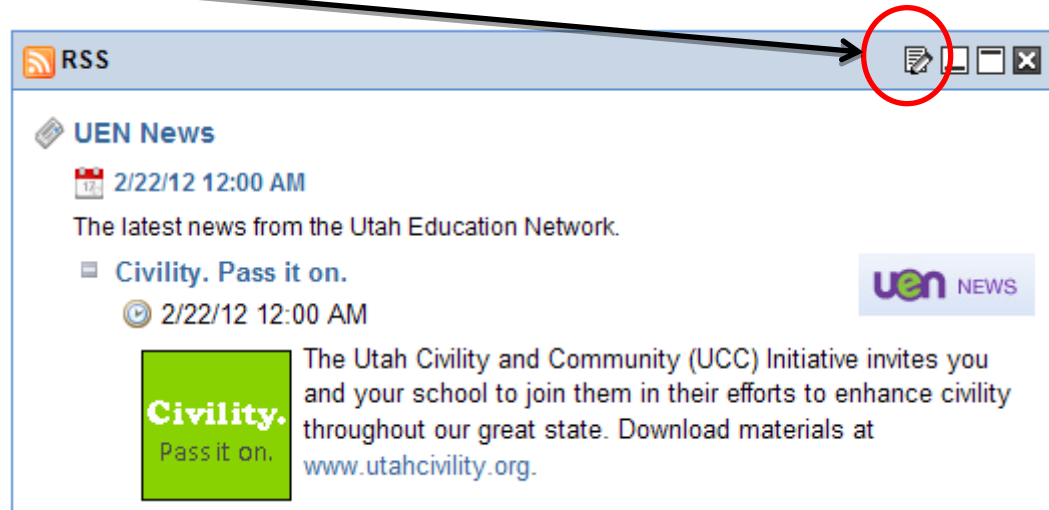 RSS
UEN News
2/22/12 12:00 AM
The latest news from the Utah Education Network.
Civility. Pass it on.
uen NEWS
2/22/12 12:00 AM
Civility.
Pass it on.
The Utah Civility and Community (UCC) Initiative invites you
and your school to join them in their efforts to enhance civility
throughout our great state. Download materials at
www.utahcivility.org.